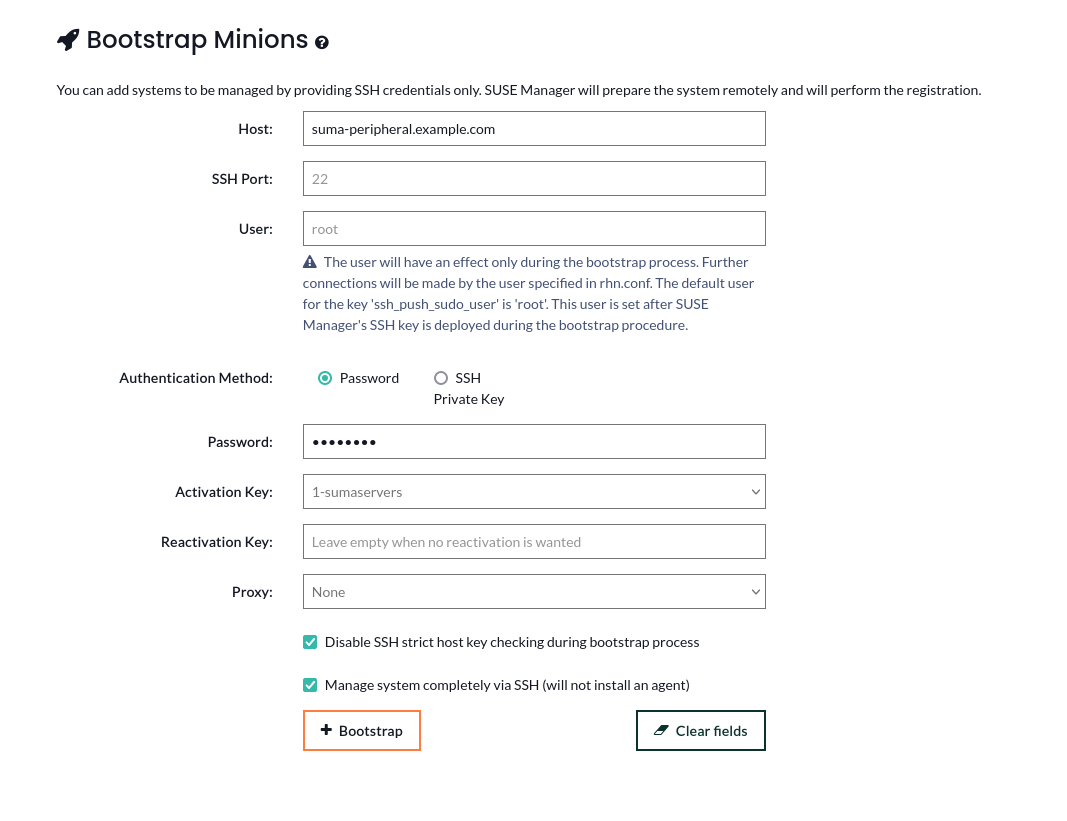 Bootstrap Minions
You can add systems to be managed by providing SSH credentials only. SUSE Manager will prepare the system remotely and will perform the registration.
Host:
suma-peripheral.example.com
SSH Port:
22
User:
root
The user will have an effect only during the bootstrap process. Further
connections will be made by the user specified in rhn.conf. The default user
for the key 'ssh_push_sudo_user' is 'root'. This user is set after SUSE
Manager's SSH key is deployed during the bootstrap procedure.
Authentication Method:
Password
SSH
Private Key
Password:
••••••••
Activation Key:
1-sumaservers
Reactivation Key:
Leave empty when no reactivation is wanted
Proxy:
None
Disable SSH strict host key checking during bootstrap process
Manage system completely via SSH (will not install an agent)
Bootstrap
Clear fields